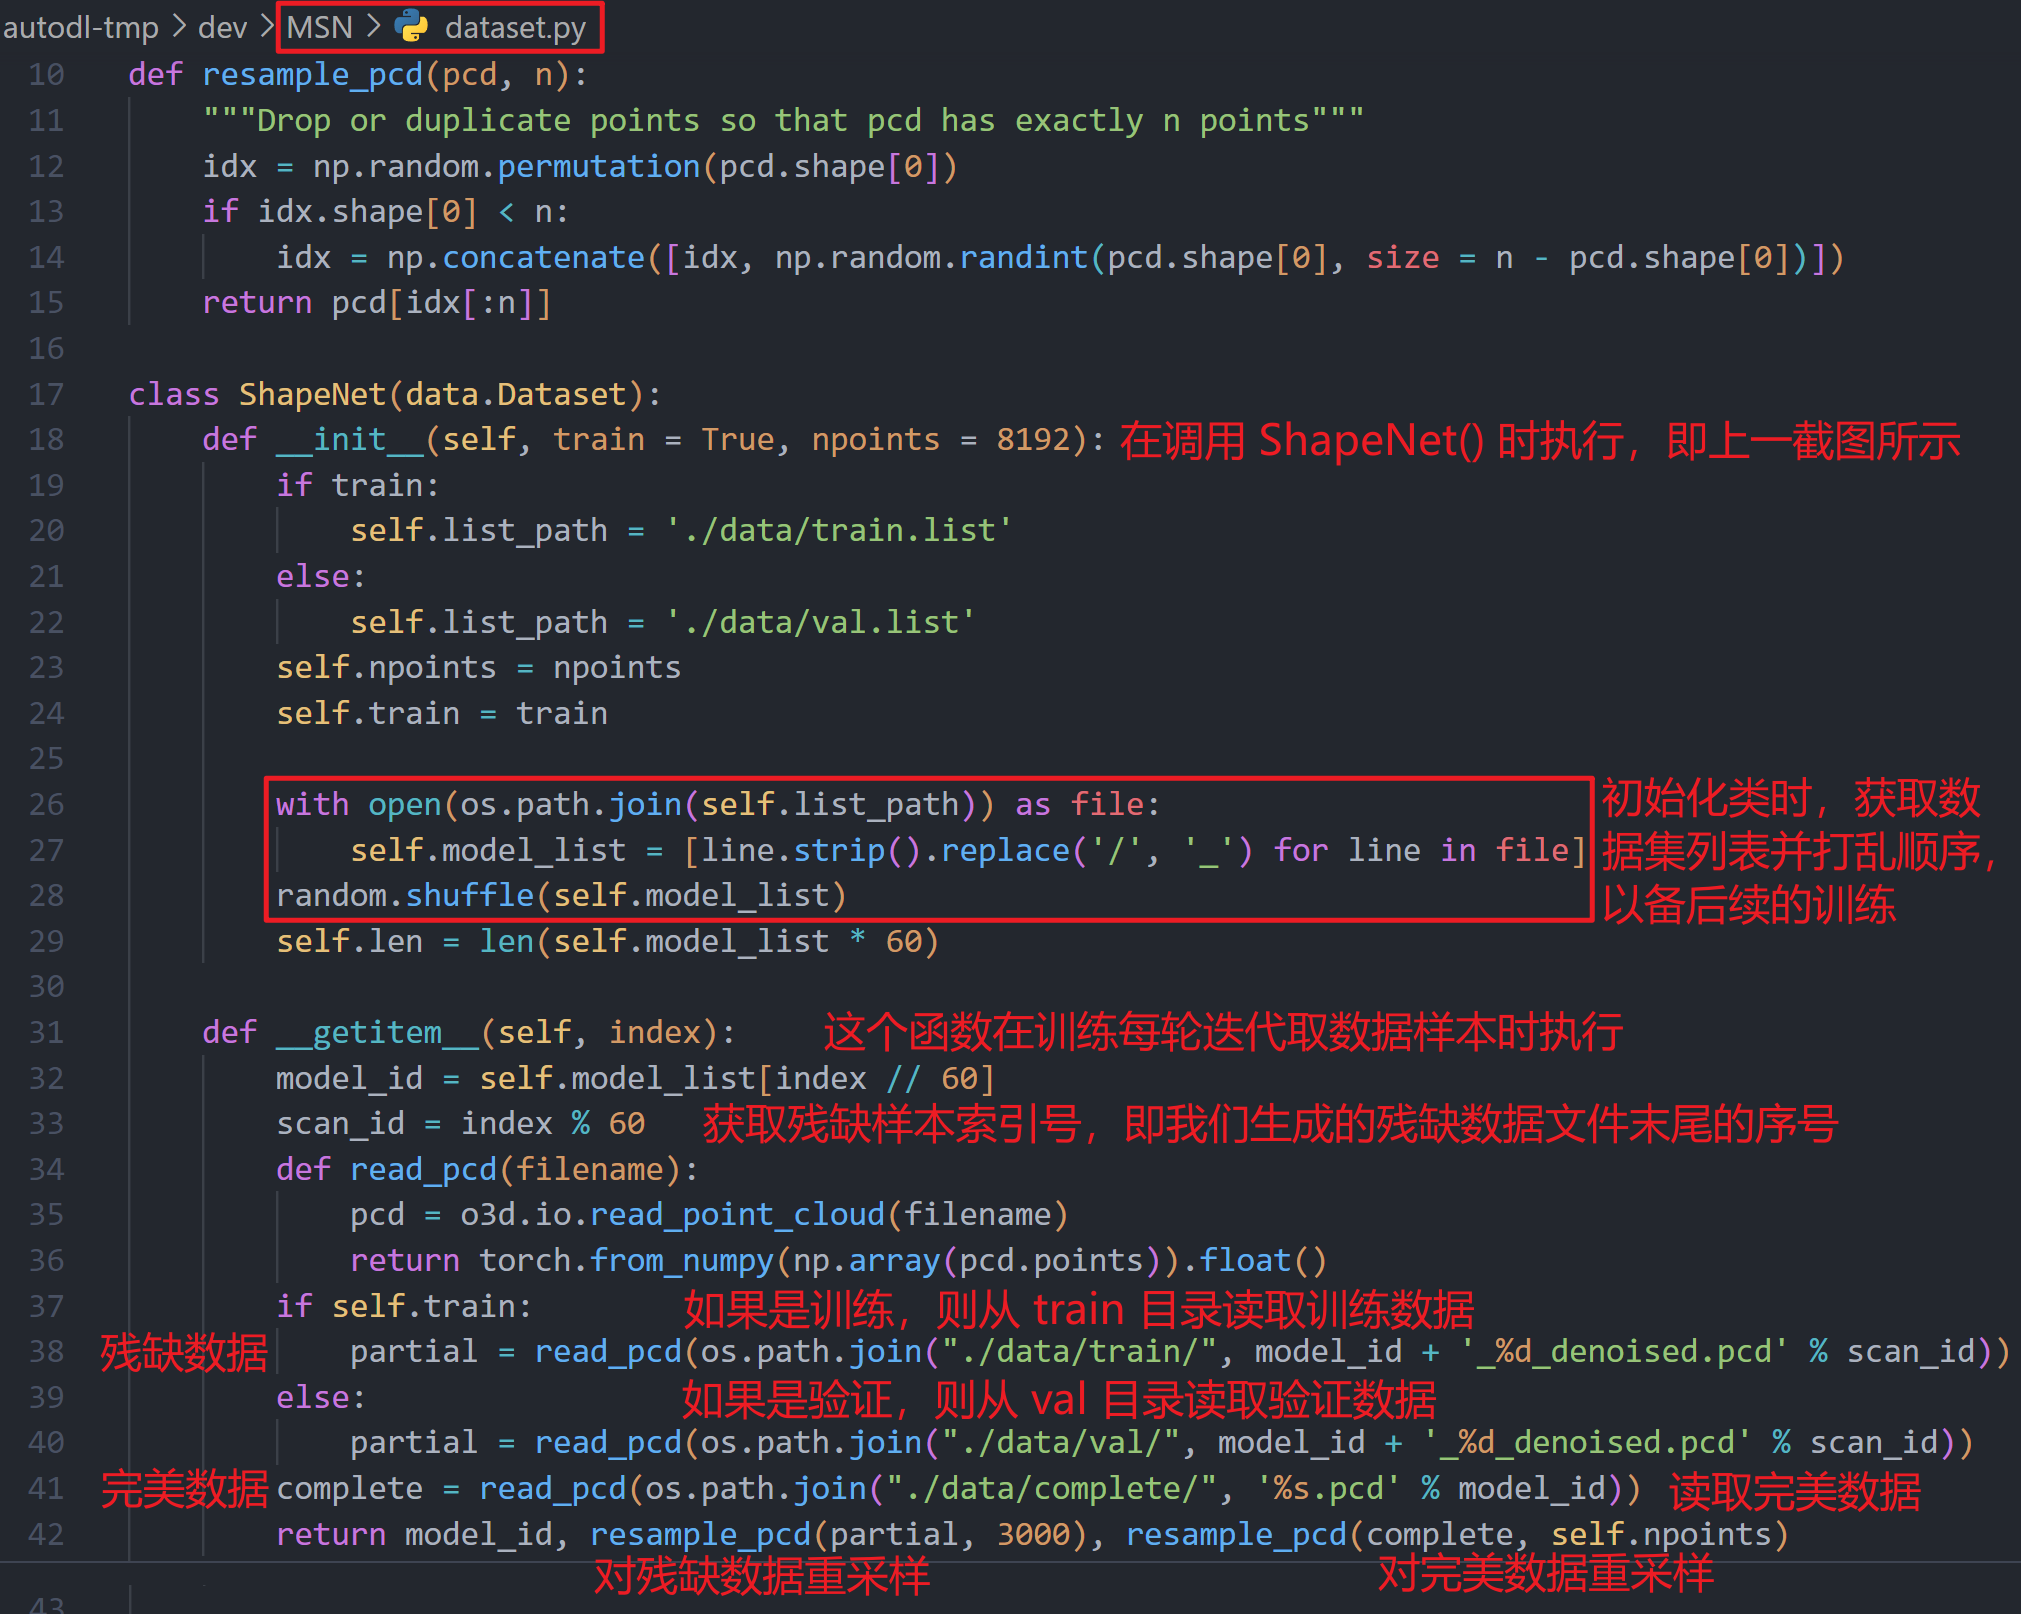 autodl-tmp > dev > MSN > dataset.py
10 def resample_pcd(pcd, n):
11 """Drop or duplicate points so that pcd has exactly n points"""
12 idx = np.random.permutation(pcd.shape[0])
13 if idx.shape[0] < n:
14 idx = np.concatenate([idx, np.random.randint(pcd.shape[0], size = n - pcd.shape[0])])
15 return pcd[idx[:n]]
16
17 class ShapeNet(data.Dataset):
18 def __init__(self, train = True, npoints = 8192): 在调用 ShapeNet() 时执行，即上一截图所示
19 if train:
20 self.list_path = './data/train.list'
21 else:
22 self.list_path = './data/val.list'
23 self.npoints = npoints
24 self.train = train
25
26 with open(os.path.join(self.list_path)) as file: 初始化类时，获取数
27 self.model_list = [line.strip().replace('/', '_') for line in file] 据集列表并打乱顺序，
28 random.shuffle(self.model_list) 以备后续的训练
29 self.len = len(self.model_list * 60)
30
31 def __getitem__(self, index): 这个函数在训练每轮迭代取数据样本时执行
32 model_id = self.model_list[index // 60]
33 scan_id = index % 60 获取残缺样本索引号，即我们生成的残缺数据文件末尾的序号
34 def read_pcd(filename):
35 pcd = o3d.io.read_point_cloud(filename)
36 return torch.from_numpy(np.array(pcd.points)).float()
37 if self.train: 如果是训练，则从 train 目录读取训练数据
残缺数据 38 partial = read_pcd(os.path.join("./data/train/", model_id + '_%d_denoised.pcd' % scan_id))
39 else: 如果是验证，则从 val 目录读取验证数据
40 partial = read_pcd(os.path.join("./data/val/", model_id + '_%d_denoised.pcd' % scan_id))
完美数据 41 complete = read_pcd(os.path.join("./data/complete/", '%s.pcd' % model_id)) 读取完美数据
42 return model_id, resample_pcd(partial, 3000), resample_pcd(complete, self.npoints)
对残缺数据重采样 对完美数据重采样
43